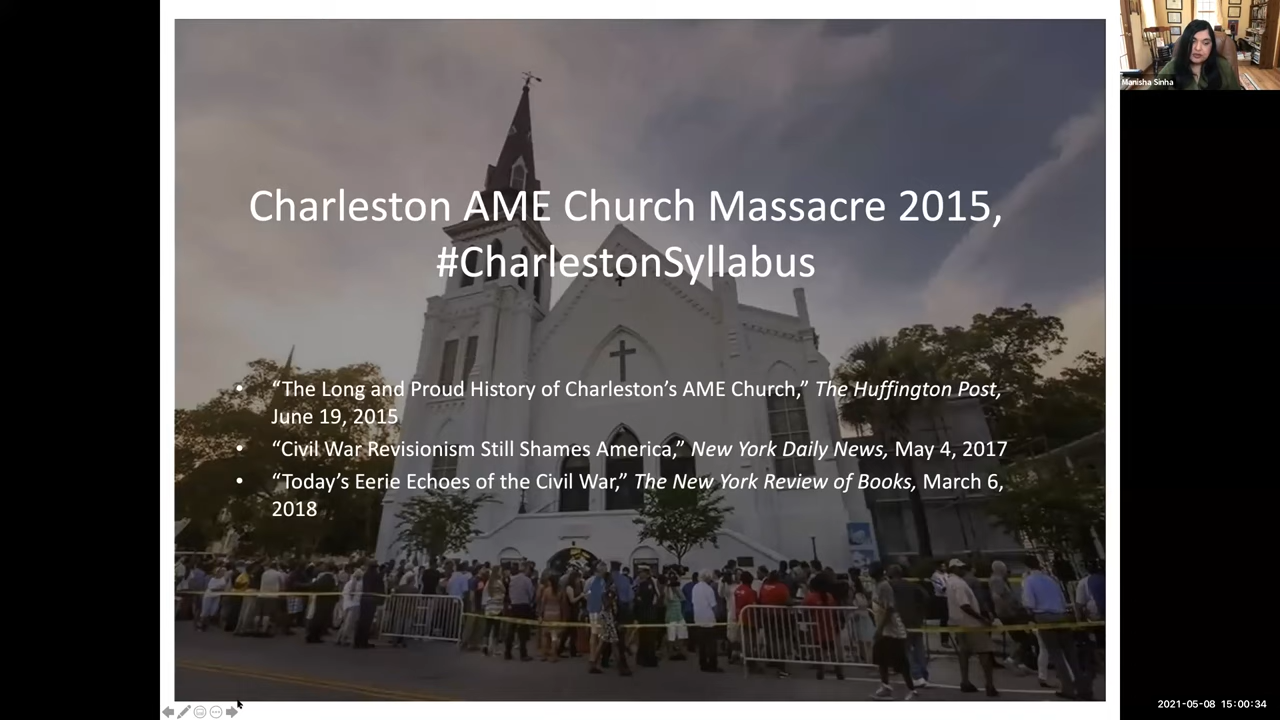 Charleston AME Church Massacre 2015,
#CharlestonSyllabus
• “The Long and Proud History of Charleston’s AME Church,” The Huffington Post,
June 19, 2015
• “Civil War Revisionism Still Shames America,” New York Daily News, May 4, 2017
• “Today’s Eerie Echoes of the Civil War,” The New York Review of Books, March 6,
2018
Manisha Sinha
2021-05-08 15:00:34